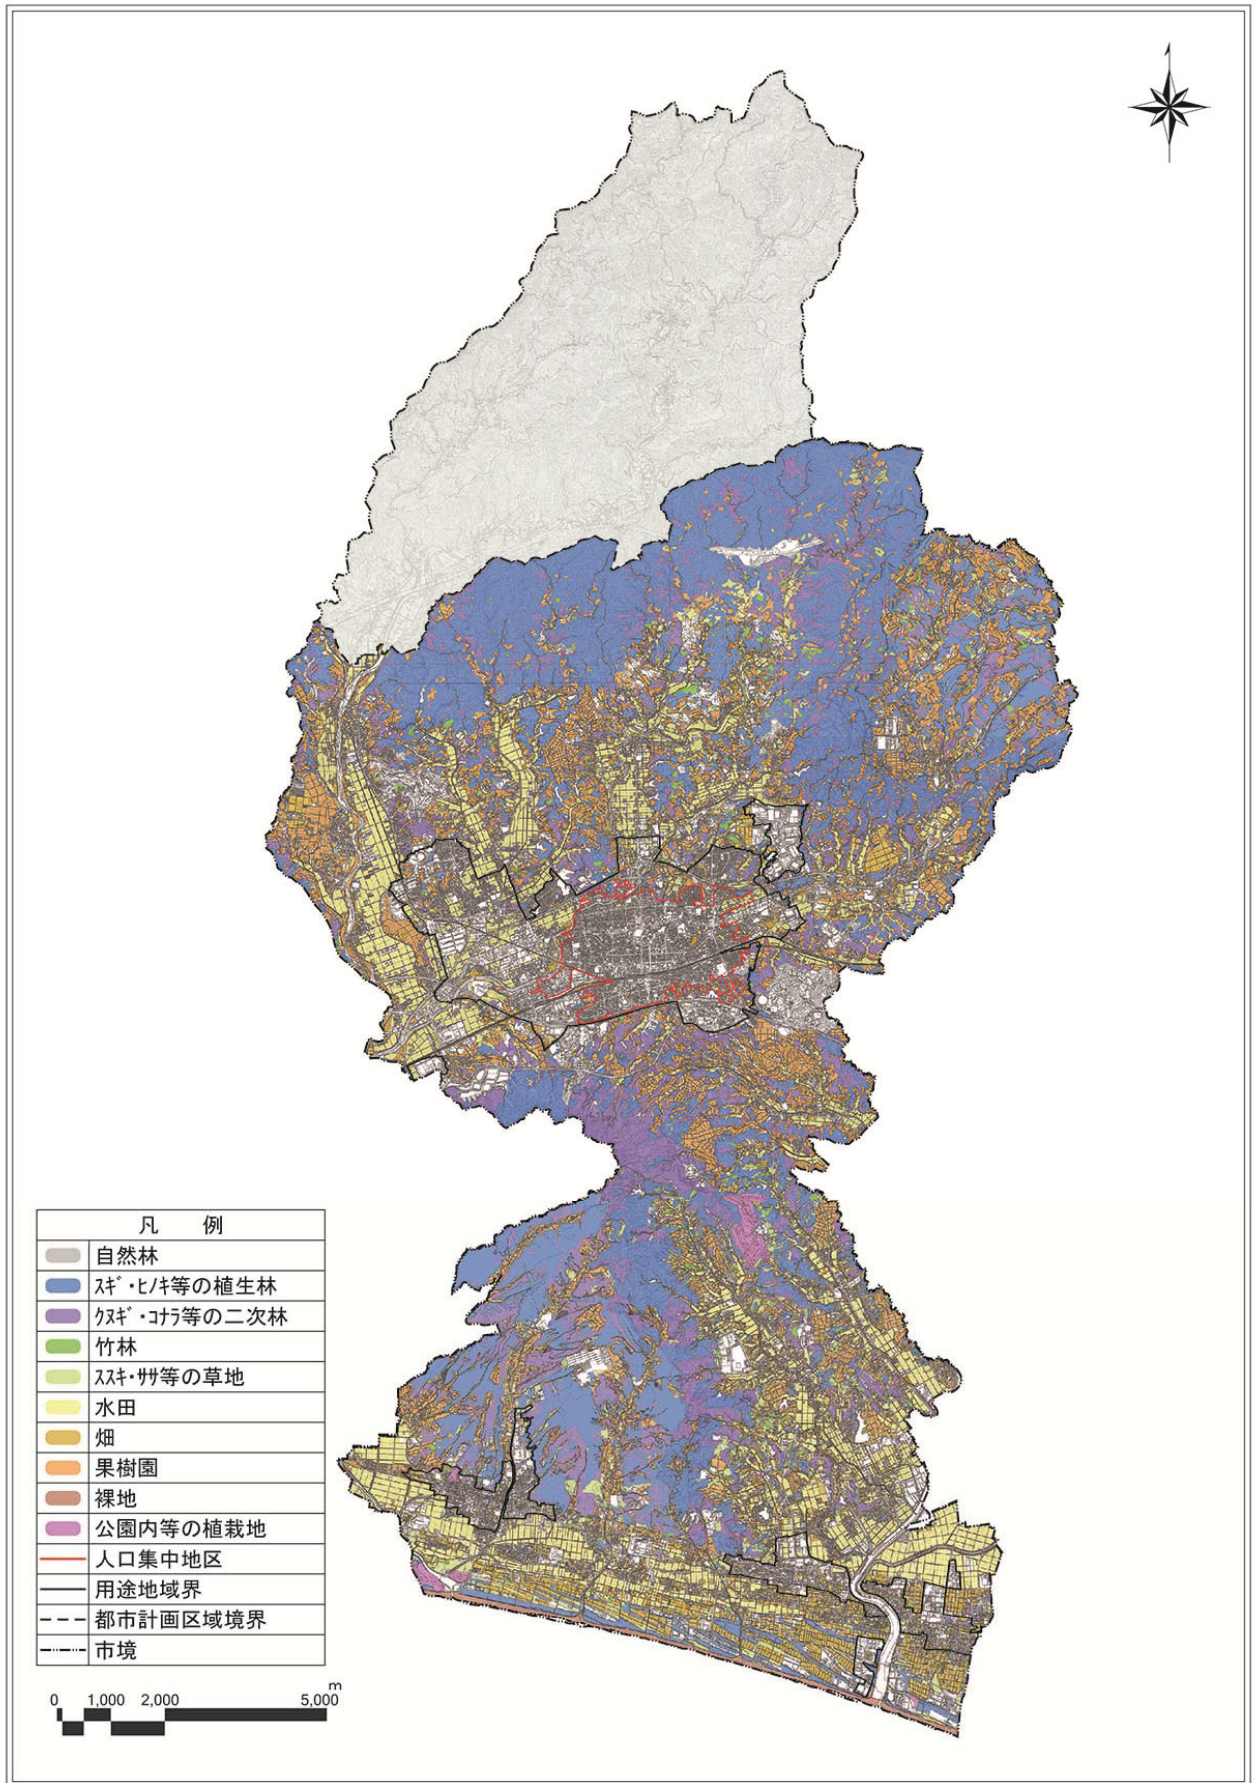 凡 例
自然林
スギ・ヒノキ等の植生林
クヌギ・コナラ等の二次林
竹林
ススキ・ササ等の草地
水田
畑
果樹園
裸地
公園内等の植栽地
人口集中地区
用途地域界
都市計画区域境界
市境
m
0 1,000 2,000 5,000